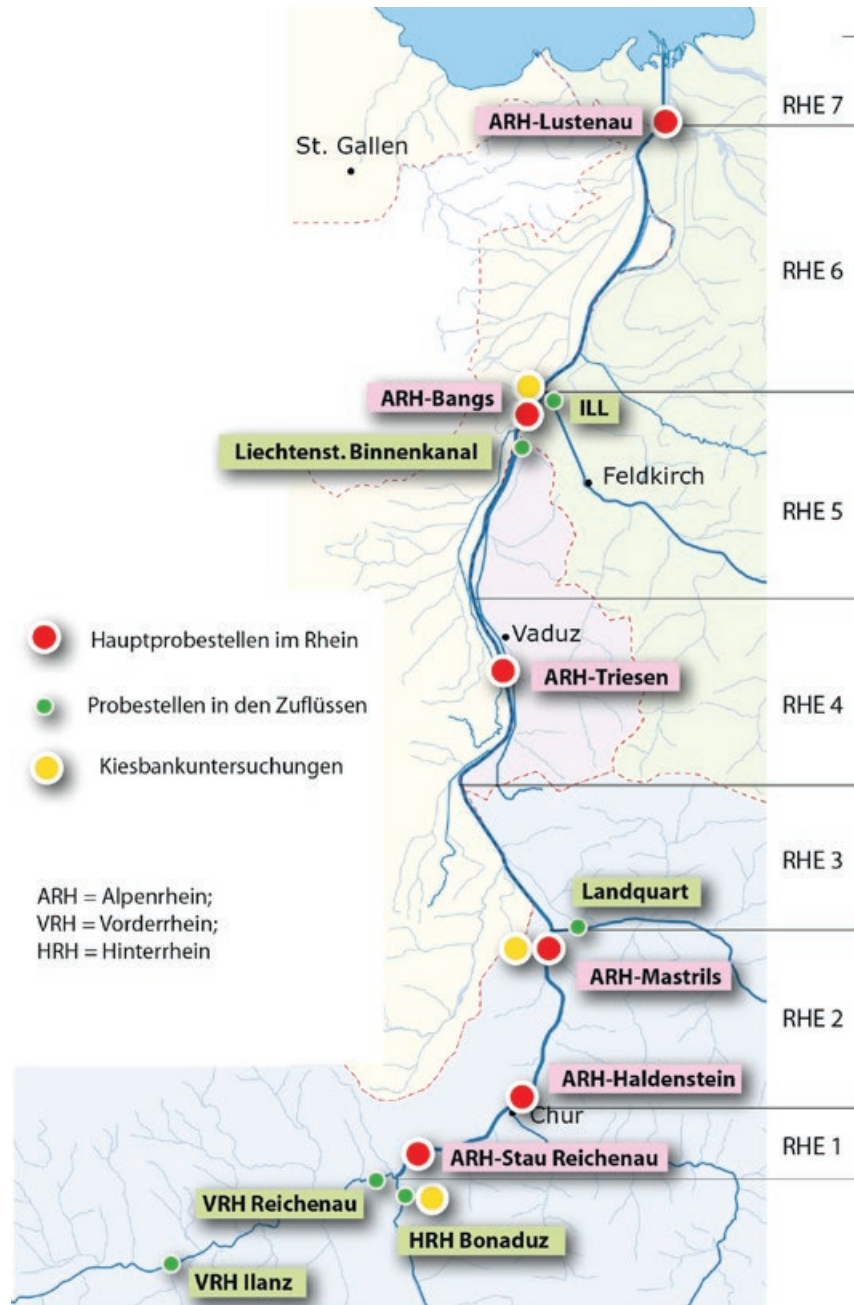 RHE 7
ARH-Lustenau
St. Gallen
RHE 6
ARH-Bangs
ILL
Liechtenst. Binnenkanal
Feldkirch
RHE 5
Hauptprobestellen im Rhein
Vaduz
ARH-Triesen
Probestellen in den Zuflüssen
RHE 4
Kiesbankuntersuchungen
RHE 3
Landquart
ARH = Alpenrhein;
VRH = Vorderrhein;
HRH = Hinterrhein
ARH-Mastrils
RHE 2
ARH-Haldenstein
Chur
RHE 1
ARH-Stau Reichenau
VRH Reichenau
HRH Bonaduz
VRH Ilanz